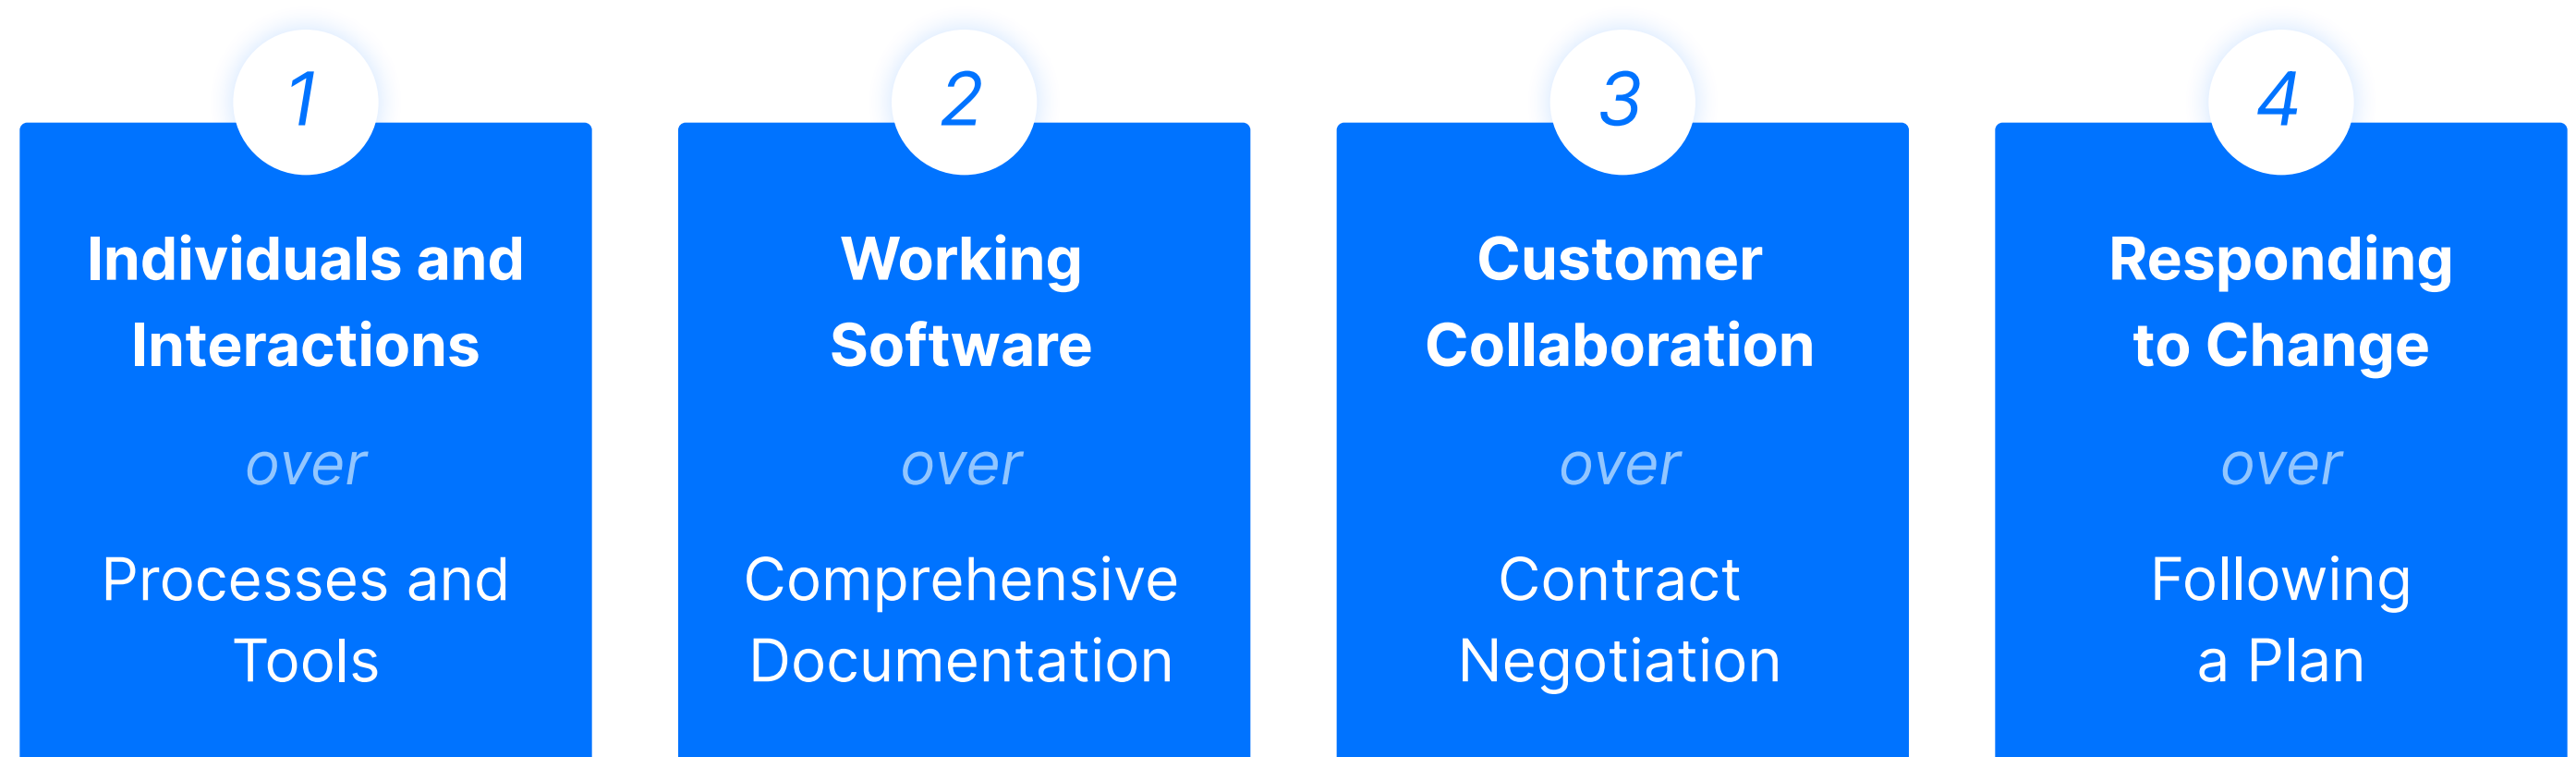 1
Individuals and
Interactions
over
Processes and
Tools
2
Working
Software
over
Comprehensive
Documentation
3
Customer
Collaboration
over
Contract
Negotiation
4
Responding
to Change
over
Following
a Plan